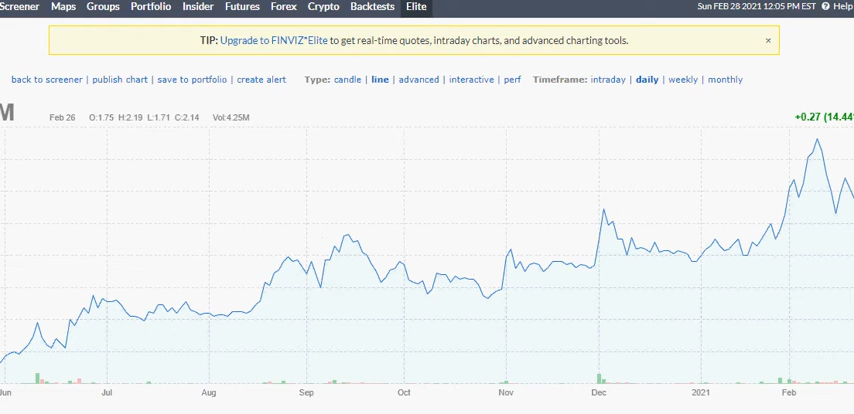 Screener Maps Groups Portfolio Insider Futures Forex Crypto Backtests Elite Sun FEB 28 2021 12:05 PM EST ? Help
TIP: Upgrade to FINVIZ*Elite to get real-time quotes, intraday charts, and advanced charting tools. ×
back to screener | publish chart | save to portfolio | create alert Type: candle | line | advanced | interactive | perf Timeframe: intraday | daily | weekly | monthly
M Feb 26 O:1.75 H:2.19 L:1.71 C:2.14 Vol:4.25M +0.27 (14.44
Jun Jul Aug Sep Oct Nov Dec 2021 Feb